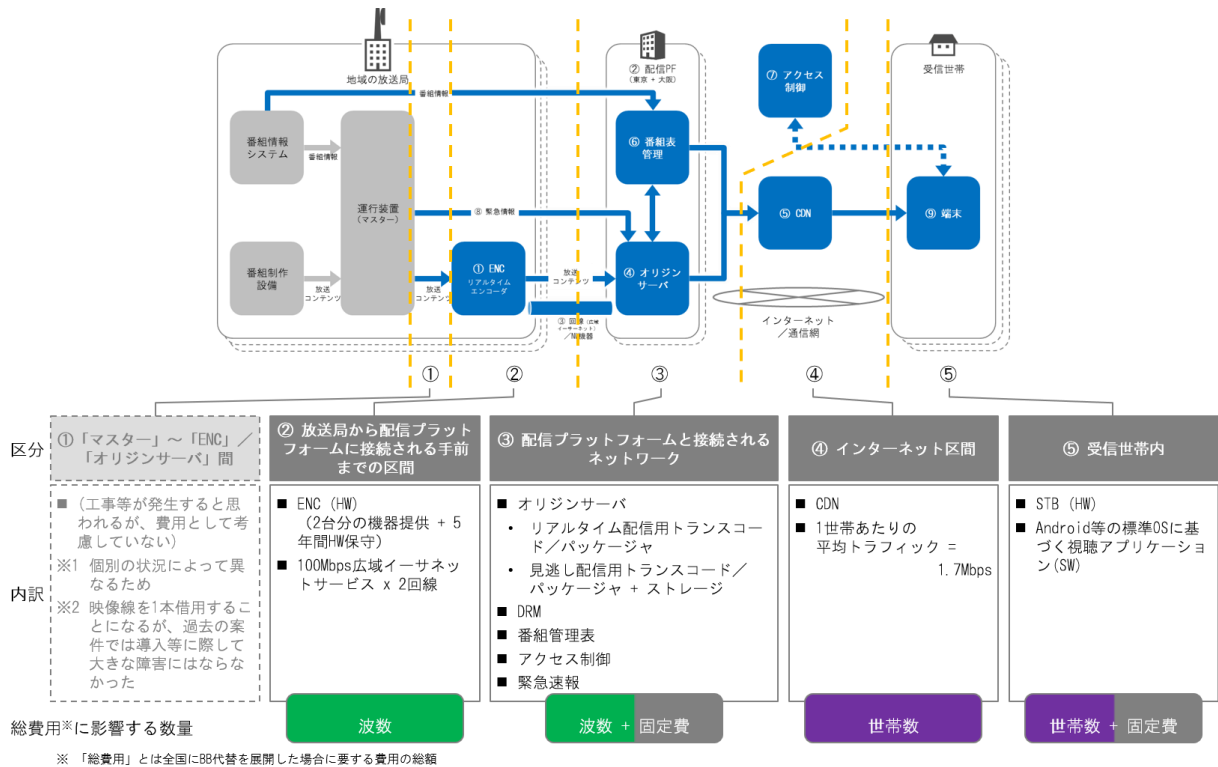 地域の放送局
② 配信PF
(東京 + 大阪)
受信世帯
⑦ アクセス
制御
番組情報
番組情報
システム
番組情報
運行装置
(マスター)
⑥ 番組表
管理
⑧ 緊急情報
⑤ CDN
⑨ 端末
番組制作
設備
放送
コンテンツ
放送
コンテンツ
① ENC
リアルタイム
エンコーダ
放送
コンテンツ
④ オリジン
サーバ
③ 回線 (広域
イーサーネット)
インターネット
/通信網
①
②
③
④
⑤
区分
①「マスター」~「ENC」/
「オリジンサーバ」間
② 放送局から配信プラット
フォームに接続される手前
までの区間
③ 配信プラットフォームと接続される
ネットワーク
④ インターネット区間
⑤ 受信世帯内
内訳
■ (工事等が発生すると思
われるが、費用として考
慮していない)
※1 個別の状況によって異
なるため
※2 映像線を1本借用するこ
とになるが、過去の案
件では導入等に際して
大きな障害にはならな
かった
■ ENC (HW)
(2台分の機器提供 + 5
年間HW保守)
■ 100Mbps広域イーサネッ
トサービス x 2回線
■ オリジンサーバ
• リアルタイム配信用トランスコー
ド/パッケージャ
• 見逃し配信用トランスコード/
パッケージャ + ストレージ
■ DRM
■ 番組管理表
■ アクセス制御
■ 緊急速報
■ CDN
■ 1世帯あたりの
平均トラフィック =
1.7Mbps
■ STB (HW)
■ Android等の標準OSに基
づく視聴アプリケーショ
ン(SW)
総費用※に影響する数量
波数
波数 + 固定費
世帯数
世帯数 + 固定費
※ 「総費用」とは全国にBB代替を展開した場合に要する費用の総額